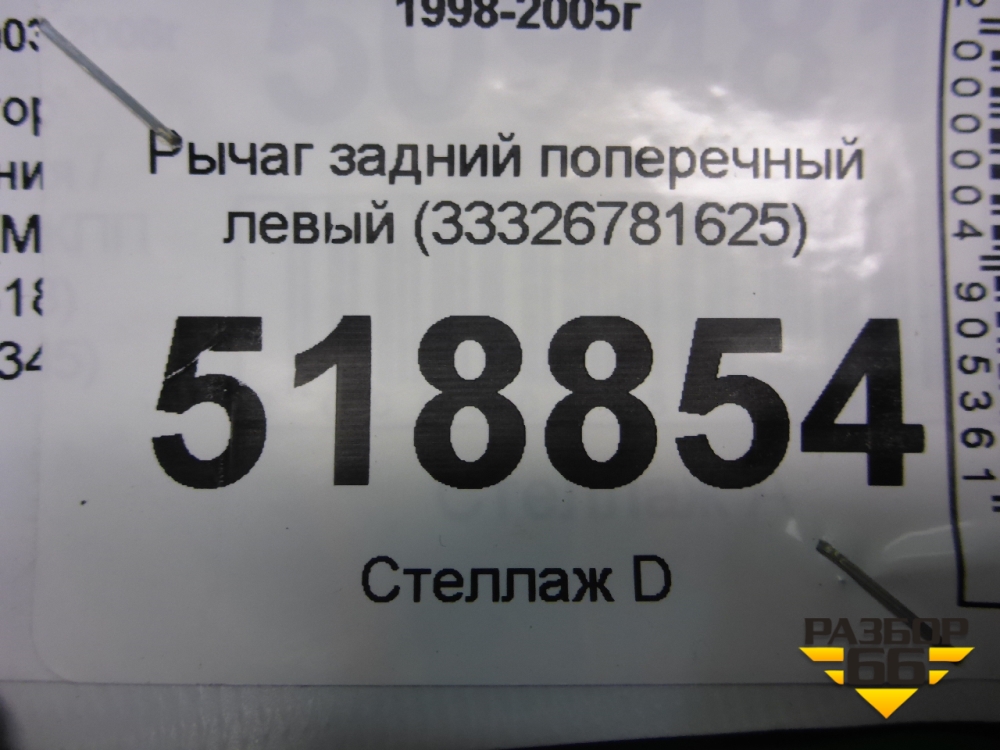 1998-2005г
Рычаг задний поперечный
левый (33326781625)
518854
Стеллаж D
РАЗБОР
66